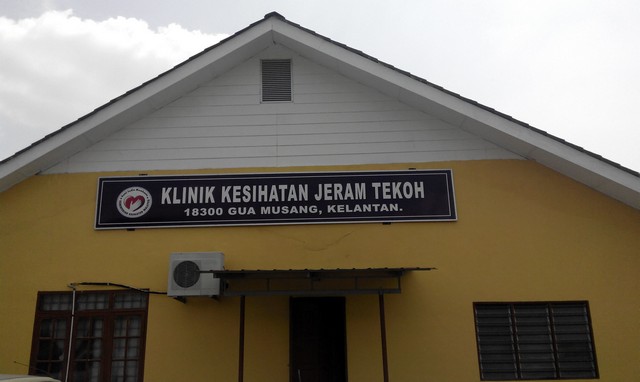 KLINIK KESIHATAN JERAM TEKOH
18300 GUA MUSANG, KELANTAN.